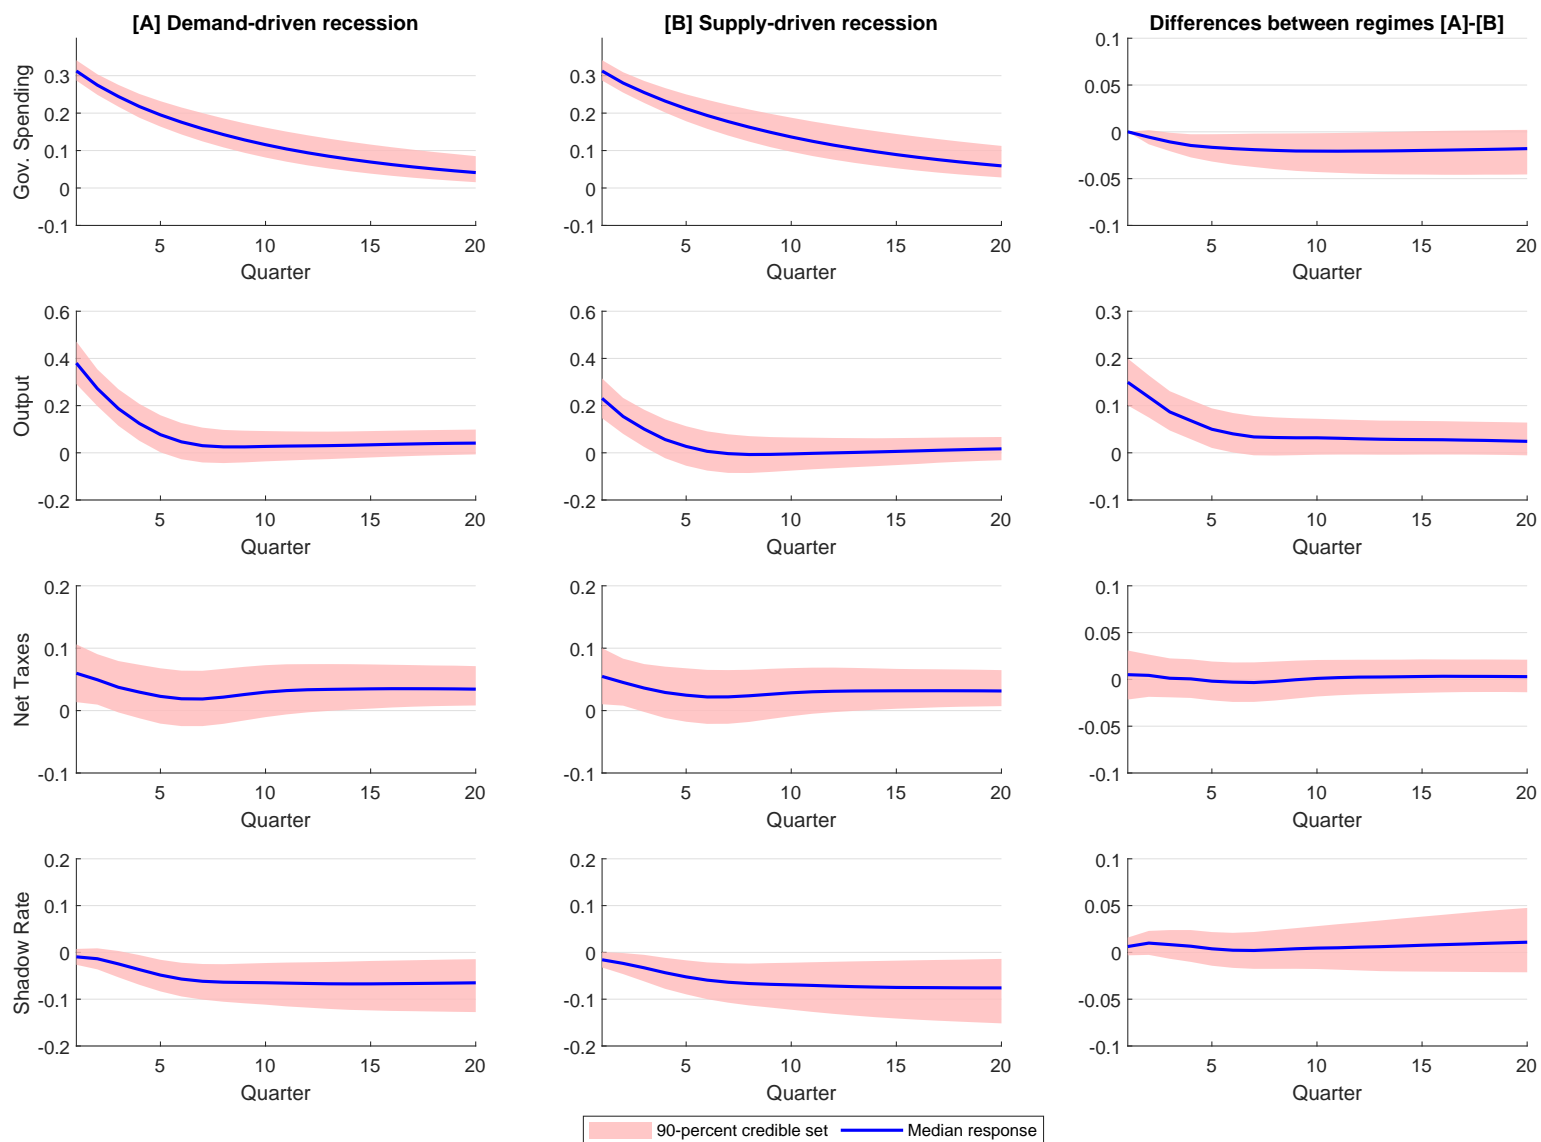 [A] Demand-driven recession
[B] Supply-driven recession
Differences between regimes [A]-[B]
Gov. Spending
0.3
0.2
0.1
0
-0.1
5 10 15 20
Quarter
0.3
0.2
0.1
0
-0.1
5 10 15 20
Quarter
0.1
0.05
0
-0.05
-0.1
5 10 15 20
Quarter
Output
0.6
0.4
0.2
0
-0.2
5 10 15 20
Quarter
0.6
0.4
0.2
0
-0.2
5 10 15 20
Quarter
0.3
0.2
0.1
0
-0.1
5 10 15 20
Quarter
Net Taxes
0.2
0.1
0
-0.1
5 10 15 20
Quarter
0.2
0.1
0
-0.1
5 10 15 20
Quarter
0.1
0.05
0
-0.05
-0.1
5 10 15 20
Quarter
Shadow Rate
0.2
0.1
0
-0.1
-0.2
5 10 15 20
Quarter
0.2
0.1
0
-0.1
-0.2
5 10 15 20
Quarter
0.1
0.05
0
-0.05
-0.1
5 10 15 20
Quarter
90-percent credible set Median response